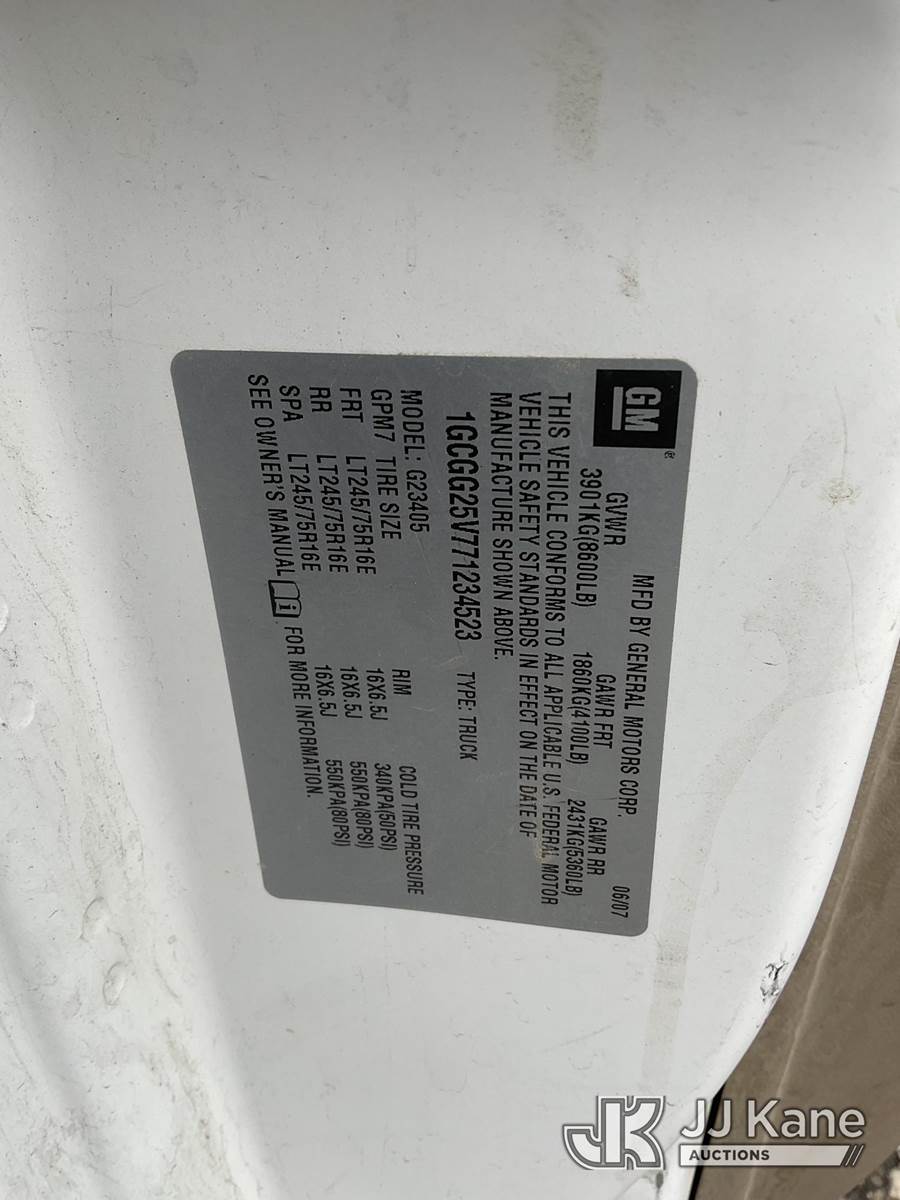 GM
MFD BY GENERAL MOTORS CORP. 06/07
GVWR GAWR FRT GAWR RR
3901KG(8600LB) 1860KG(4100LB) 2431KG(5360LB)
THIS VEHICLE CONFORMS TO ALL APPLICABLE U.S. FEDERAL MOTOR
VEHICLE SAFETY STANDARDS IN EFFECT ON THE DATE OF
MANUFACTURE SHOWN ABOVE.
1GCGG25V771234523 TYPE: TRUCK
MODEL: G23405
GPM7 TIRE SIZE RIM COLD TIRE PRESSURE
FRT LT245/75R16E 16X6.5J 340KPA(50PSI)
RR LT245/75R16E 16X6.5J 550KPA(80PSI)
SPA LT245/75R16E 16X6.5J 550KPA(80PSI)
SEE OWNER'S MANUAL FOR MORE INFORMATION.
JK JJ Kane
AUCTIONS